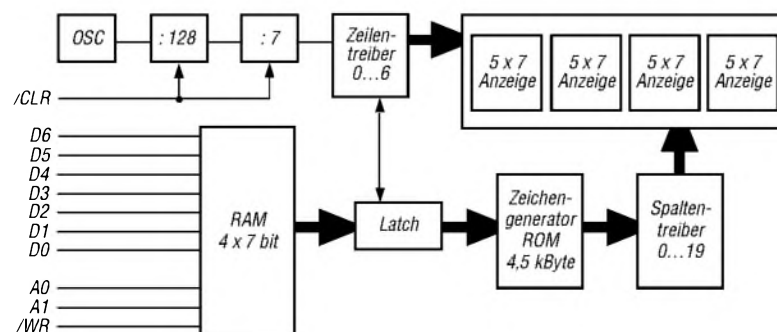 OSC
: 128
: 7
Zeilen-
treiber
0...6
5 x 7
Anzeige
5 x 7
Anzeige
5 x 7
Anzeige
5 x 7
Anzeige
/CLR
D6
D5
D4
D3
D2
D1
D0
A0
A1
/WR
RAM
4 x 7 bit
Latch
Zeichen-
generator
ROM
4,5 kByte
Spalten-
treiber
0...19